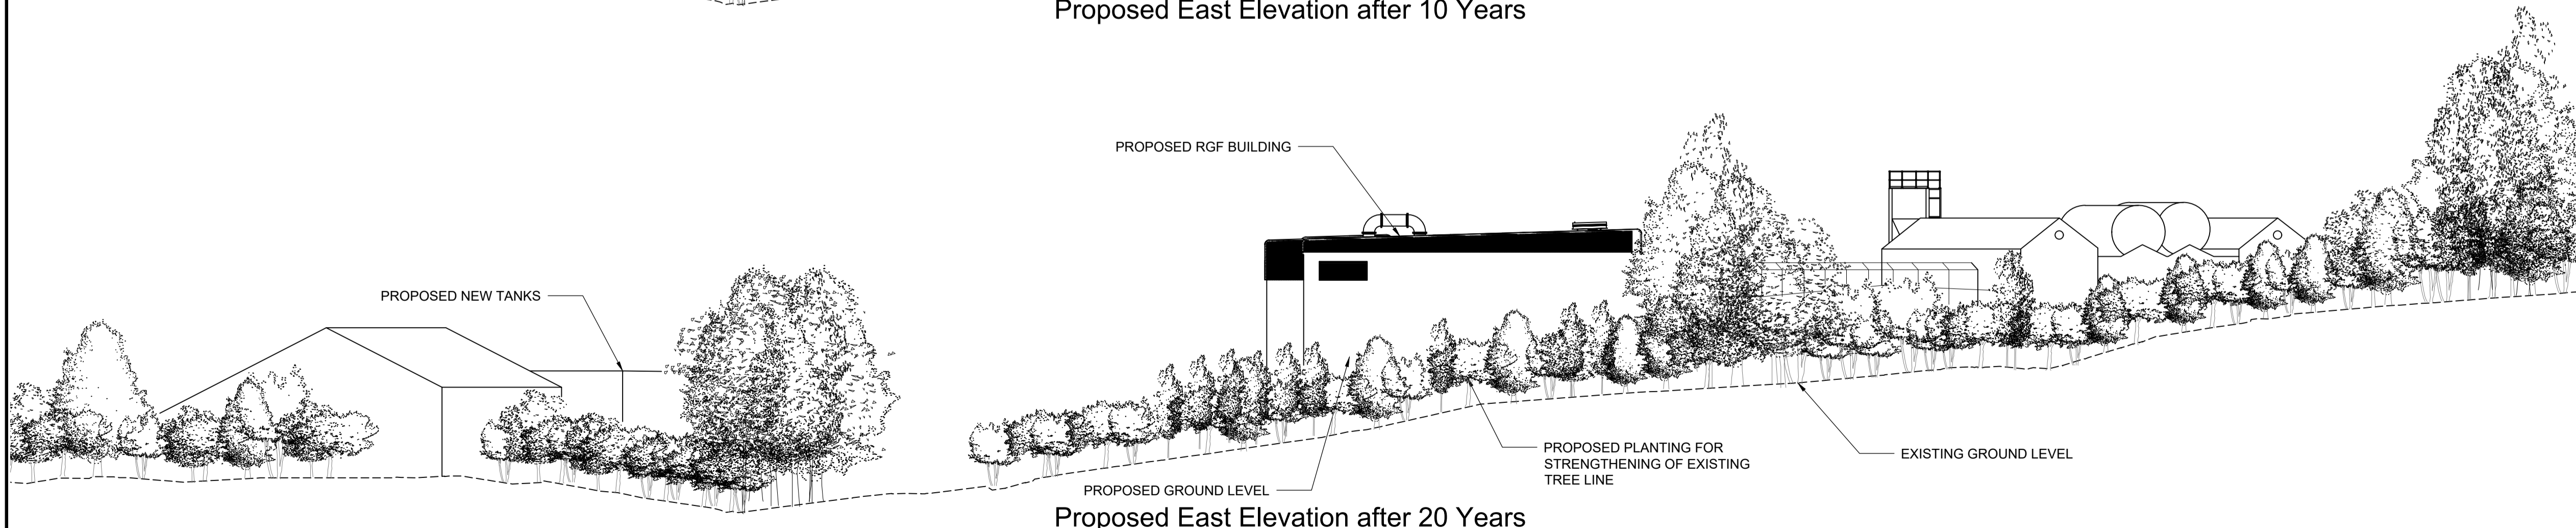 Proposed East Elevation after 10 Years
PROPOSED RGF BUILDING
PROPOSED NEW TANKS
PROPOSED PLANTING FOR
STRENGTHENING OF EXISTING
TREE LINE
EXISTING GROUND LEVEL
PROPOSED GROUND LEVEL
Proposed East Elevation after 20 Years